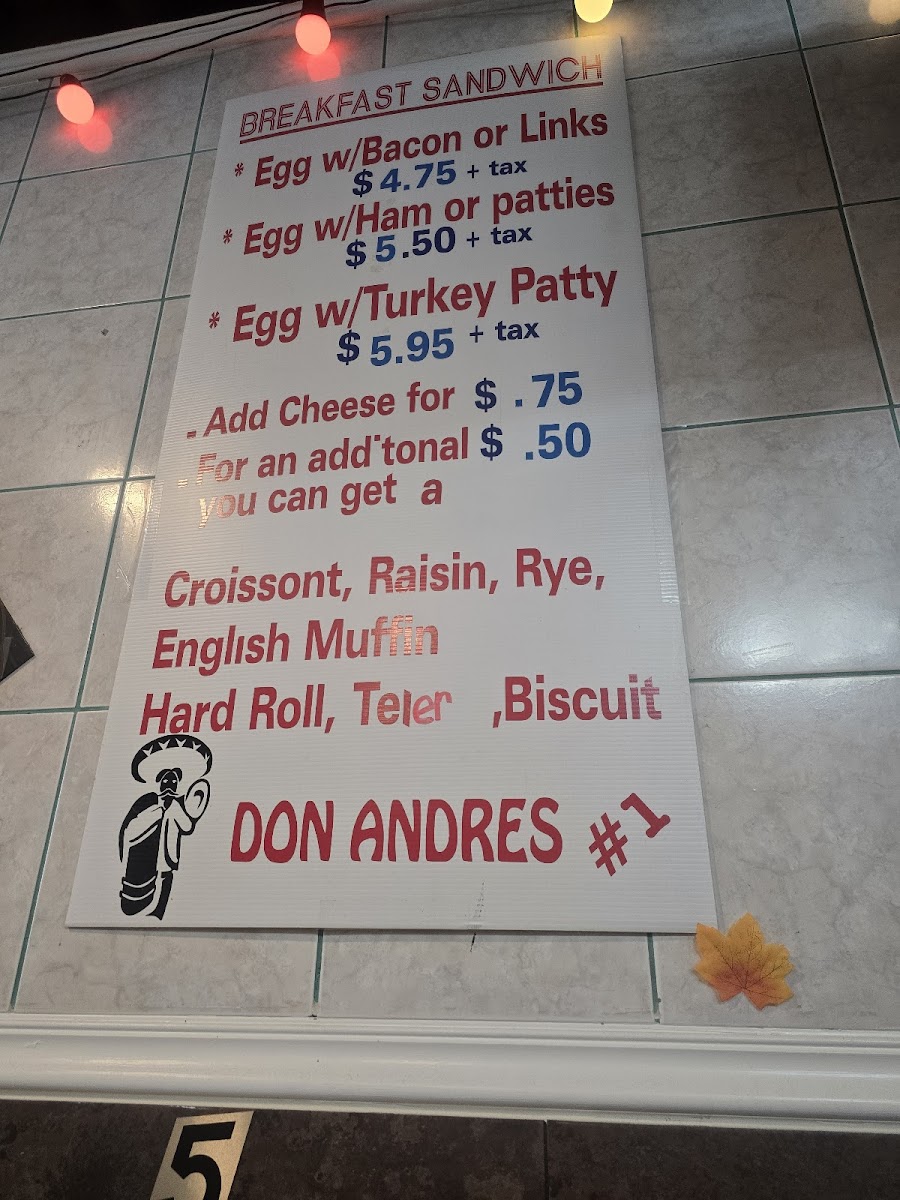 BREAKFAST SANDWICH
* Egg w/Bacon or Links
$ 4.75 + tax
* Egg w/Ham or patties
$ 5.50 + tax
* Egg w/Turkey Patty
$ 5.95 + tax
- Add Cheese for $ .75
- For an add'tonal $ .50
you can get a
Croissont, Raisin, Rye,
English Muffin
Hard Roll, Teler ,Biscuit
DON ANDRES #1
5